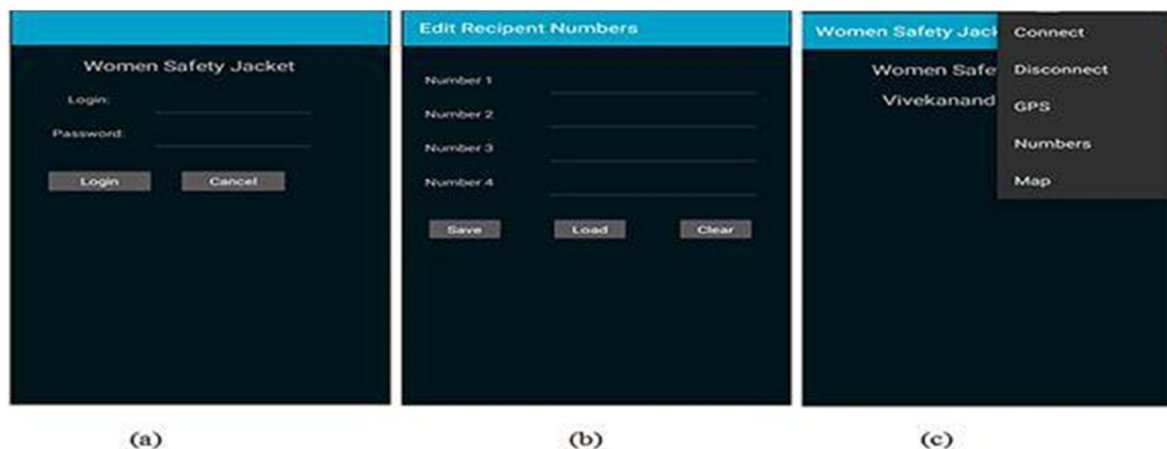 Women Safety Jacket
Login:
Password:
Login Cancel
(a)
Edit Recipent Numbers
Number 1
Number 2
Number 3
Number 4
Save Load Clear
(b)
Women Safety Jack
Women Safe
Vivekanand
Connect
Disconnect
GPS
Numbers
Map
(c)